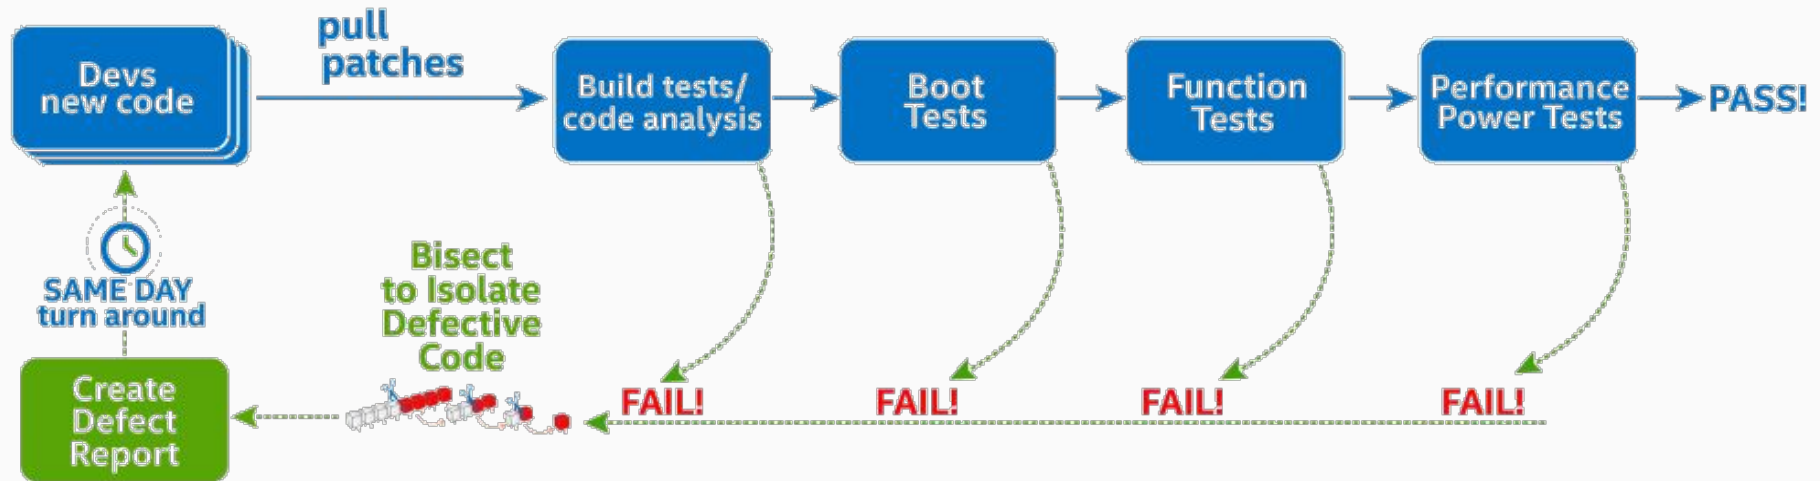 Devs
new code
pull
patches
Build tests/
code analysis
Boot
Tests
Function
Tests
Performance
Power Tests
PASS!
SAME DAY
turn around
Bisect
to Isolate
Defective
Code
Create
Defect
Report
FAIL!
FAIL!
FAIL!
FAIL!